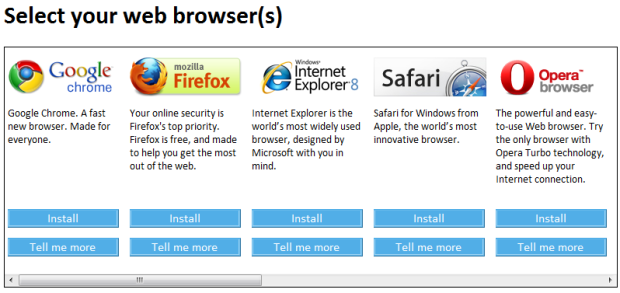 Select your web browser(s)
Google
chrome
mozilla
Firefox
Windows
Internet
Explorer 8
Safari
Opera
browser
Google Chrome. A fast
new browser. Made for
everyone.
Your online security is
Firefox's top priority.
Firefox is free, and made
to help you get the most
out of the web.
Internet Explorer is the
world's most widely used
browser, designed by
Microsoft with you in
mind.
Safari for Windows from
Apple, the world's most
innovative browser.
The powerful and easy-
to-use Web browser. Try
the only browser with
Opera Turbo technology,
and speed up your
Internet connection.
Install
Install
Install
Install
Install
Tell me more
Tell me more
Tell me more
Tell me more
Tell me more